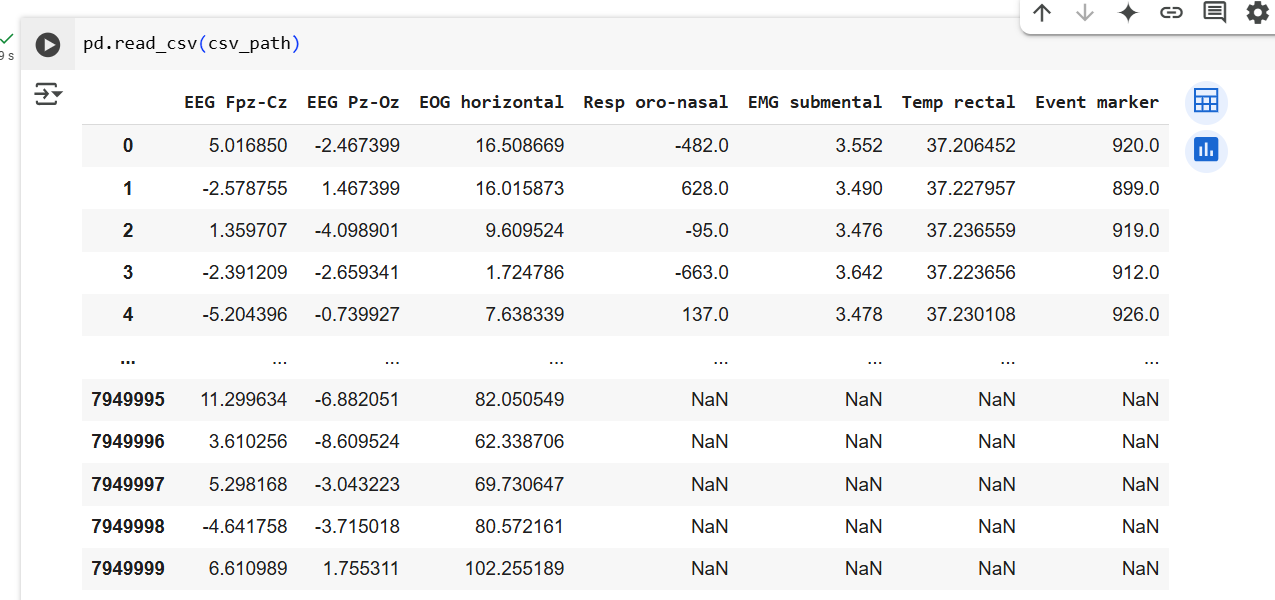 pd.read_csv(csv_path)
9 s
EEG Fpz-Cz EEG Pz-Oz EOG horizontal Resp oro-nasal EMG submental Temp rectal Event marker
0 5.016850 -2.467399 16.508669 -482.0 3.552 37.206452 920.0
1 -2.578755 1.467399 16.015873 628.0 3.490 37.227957 899.0
2 1.359707 -4.098901 9.609524 -95.0 3.476 37.236559 919.0
3 -2.391209 -2.659341 1.724786 -663.0 3.642 37.223656 912.0
4 -5.204396 -0.739927 7.638339 137.0 3.478 37.230108 926.0
... ... ... ... ... ... ... ...
7949995 11.299634 -6.882051 82.050549 NaN NaN NaN NaN
7949996 3.610256 -8.609524 62.338706 NaN NaN NaN NaN
7949997 5.298168 -3.043223 69.730647 NaN NaN NaN NaN
7949998 -4.641758 -3.715018 80.572161 NaN NaN NaN NaN
7949999 6.610989 1.755311 102.255189 NaN NaN NaN NaN